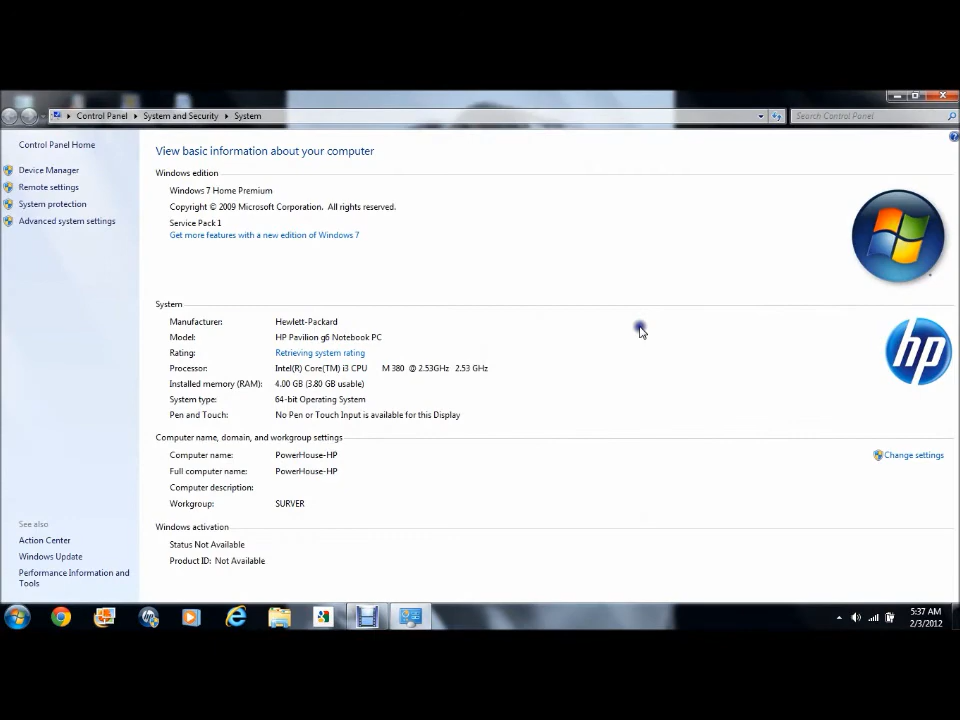 Control Panel ▸ System and Security ▸ System
Search Control Panel
Control Panel Home
Device Manager
Remote settings
System protection
Advanced system settings
View basic information about your computer
Windows edition
Windows 7 Home Premium
Copyright © 2009 Microsoft Corporation. All rights reserved.
Service Pack 1
Get more features with a new edition of Windows 7
System
Manufacturer: Hewlett-Packard
Model: HP Pavilion g6 Notebook PC
Rating: Retrieving system rating
Processor: Intel(R) Core(TM) i3 CPU M 380 @ 2.53GHz 2.53 GHz
Installed memory (RAM): 4.00 GB (3.80 GB usable)
System type: 64-bit Operating System
Pen and Touch: No Pen or Touch Input is available for this Display
hp
Computer name, domain, and workgroup settings
Computer name: PowerHouse-HP
Change settings
Full computer name: PowerHouse-HP
Computer description:
Workgroup: SURVER
Windows activation
Status Not Available
Product ID: Not Available
See also
Action Center
Windows Update
Performance Information and
Tools
5:37 AM
2/3/2012